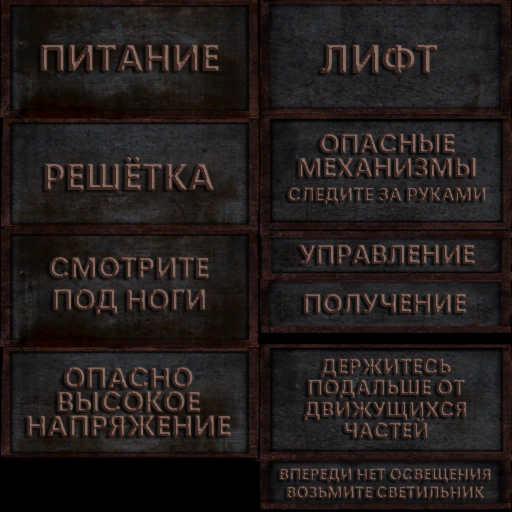 ПИТАНИЕ
РЕШЁТКА
СМОТРИТЕ
ПОД НОГИ
ОПАСНО
ВЫСОКОЕ
НАПРЯЖЕНИЕ
ЛИФТ
ОПАСНЫЕ
МЕХАНИЗМЫ
СЛЕДИТЕ ЗА РУКАМИ
УПРАВЛЕНИЕ
ПОЛУЧЕНИЕ
ДЕРЖИТЕСЬ
ПОДАЛЬШЕ ОТ
ДВИЖУЩИХСЯ
ЧАСТЕЙ
ВПЕРЕДИ НЕТ ОСВЕЩЕНИЯ
ВОЗЬМИТЕ СВЕТИЛЬНИК